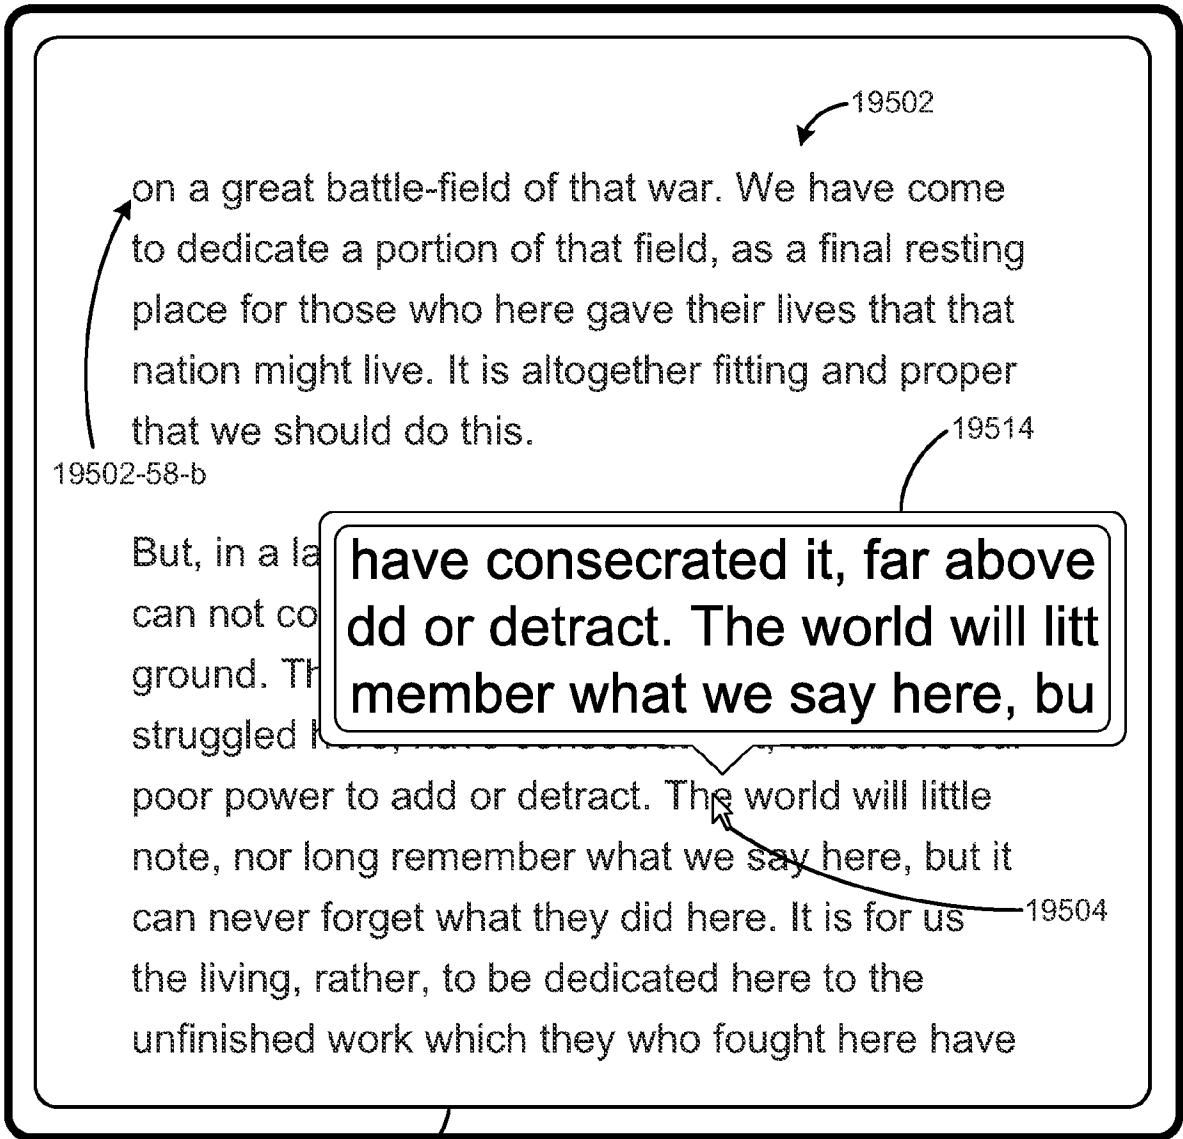 19502
on a great battle-field of that war. We have come
to dedicate a portion of that field, as a final resting
place for those who here gave their lives that that
nation might live. It is altogether fitting and proper
that we should do this.
19514
19502-58-b
But, in a la
have consecrated it, far above
can not co
dd or detract. The world will litt
ground. Th
member what we say here, bu
struggled
poor power to add or detract. The world will little
note, nor long remember what we say here, but it
can never forget what they did here. It is for us
19504
the living, rather, to be dedicated here to the
unfinished work which they who fought here have